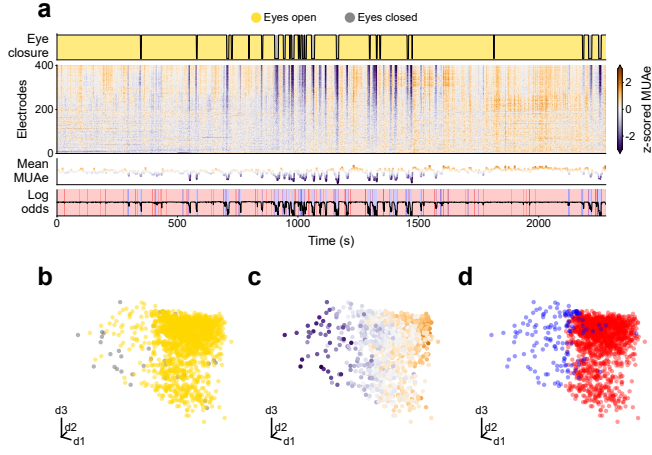 a
Eyes open
Eyes closed
Eye
closure
400
200
0
Electrodes
2
0
−2
z-scored MUAe
Mean
MUAe
Log
odds
0
500
1000
1500
2000
Time (s)
b
c
d
d3
d2
d1
d3
d2
d1
d3
d2
d1